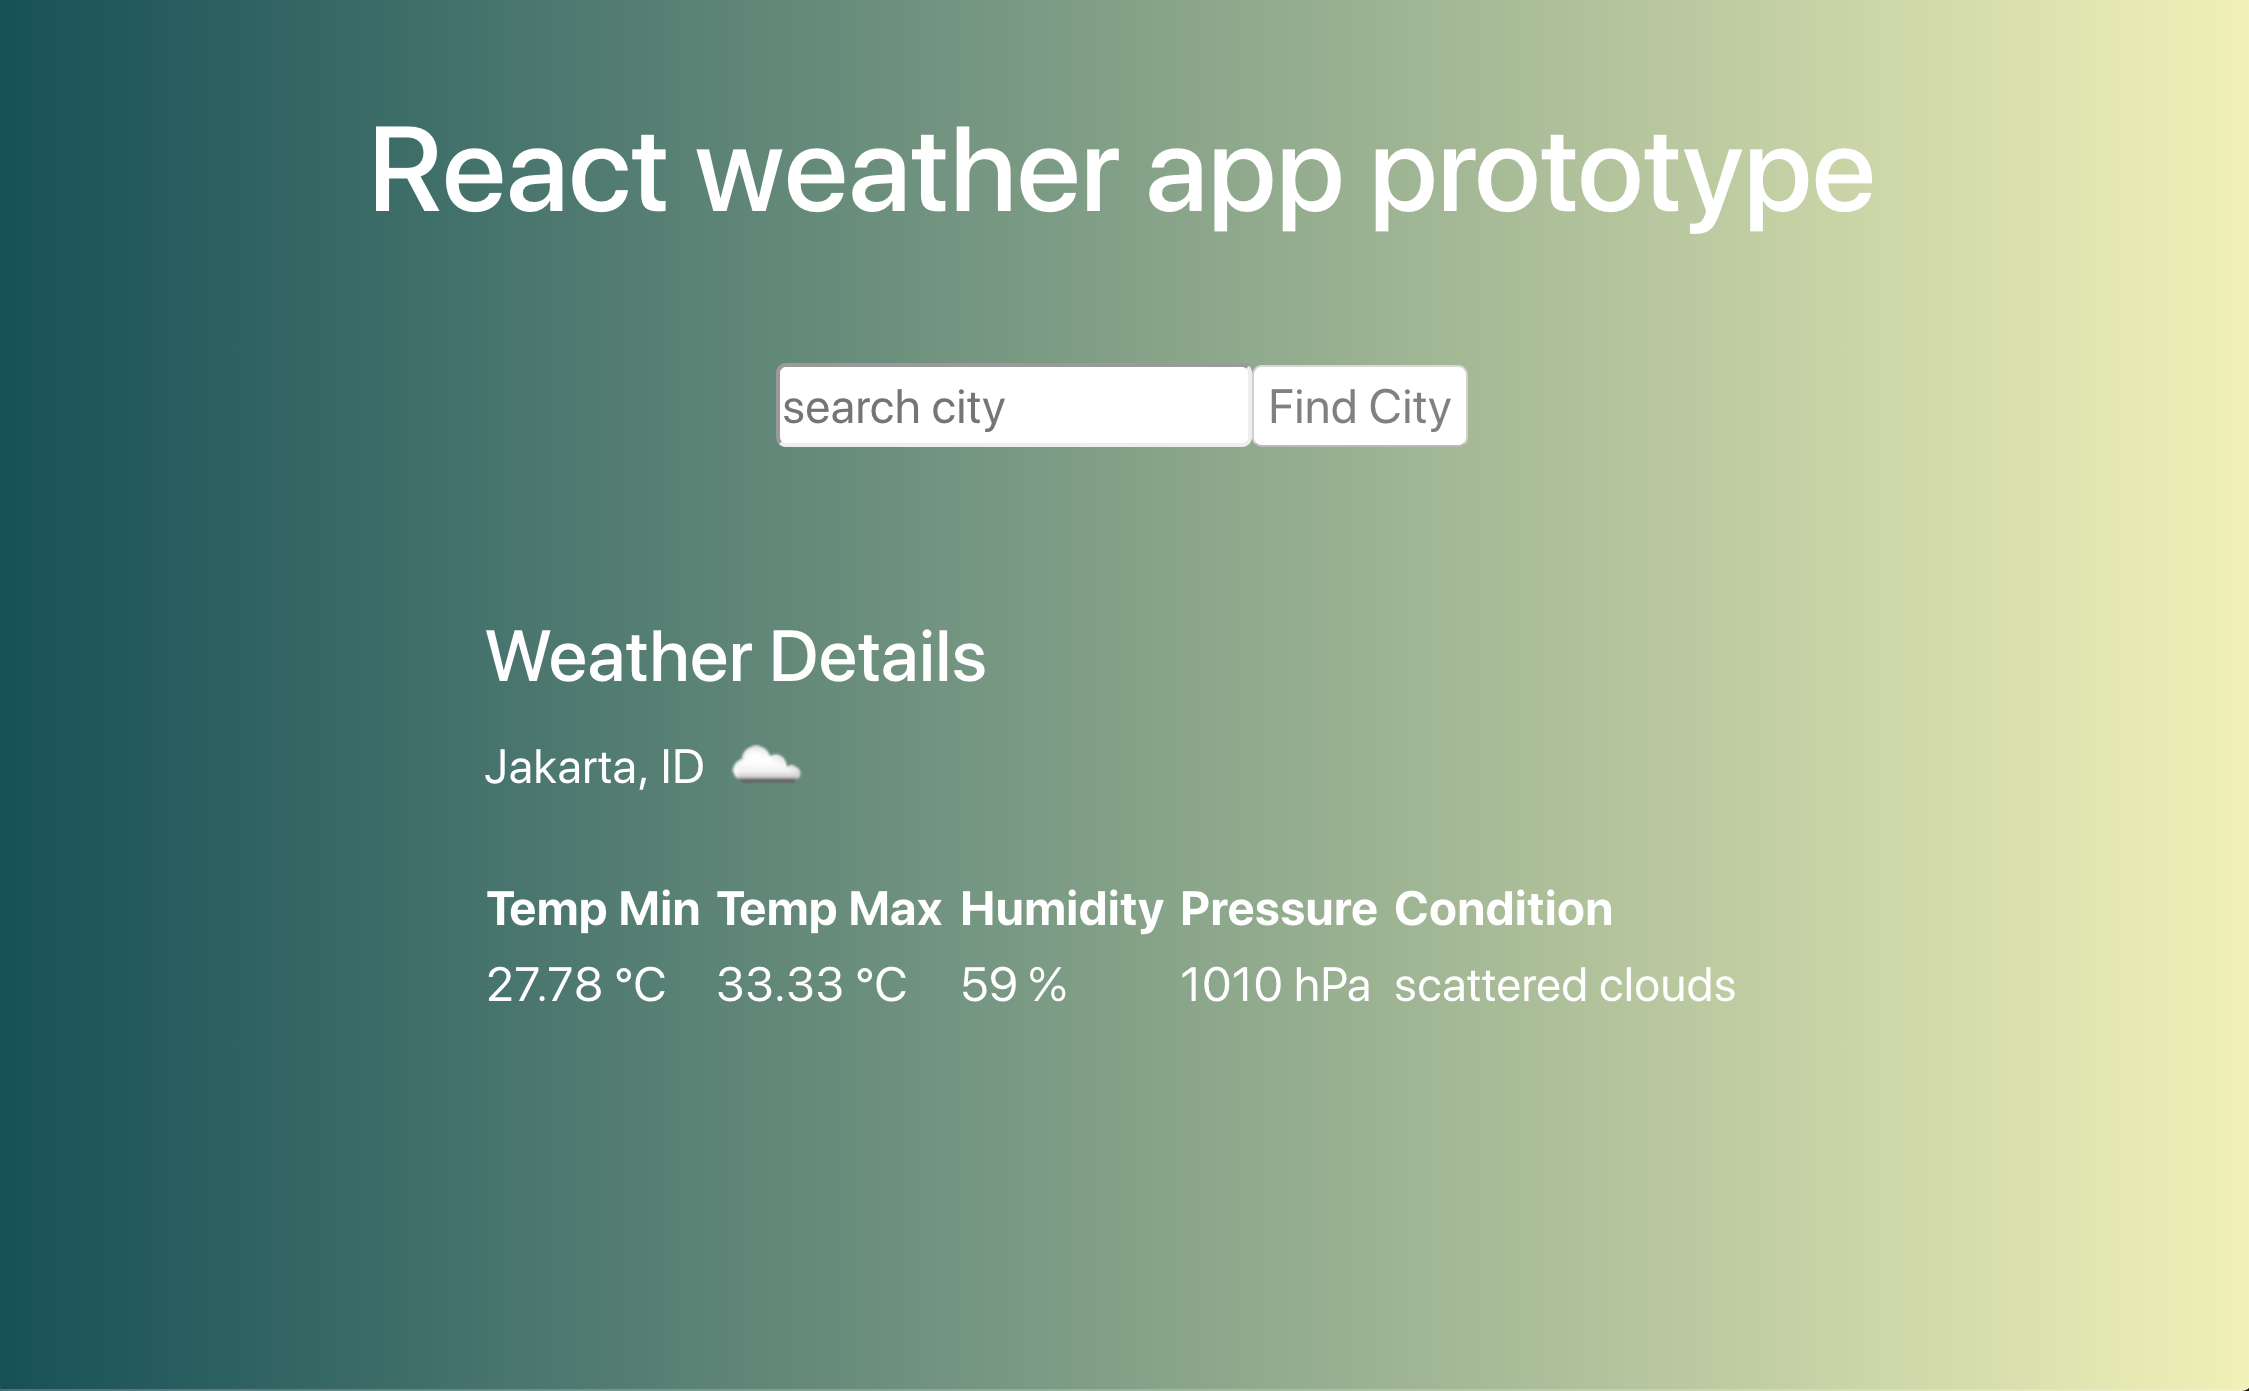 React weather app prototype
search city Find City
Weather Details
Jakarta, ID
Temp Min Temp Max Humidity Pressure Condition
27.78 °C 33.33 °C 59 % 1010 hPa scattered clouds